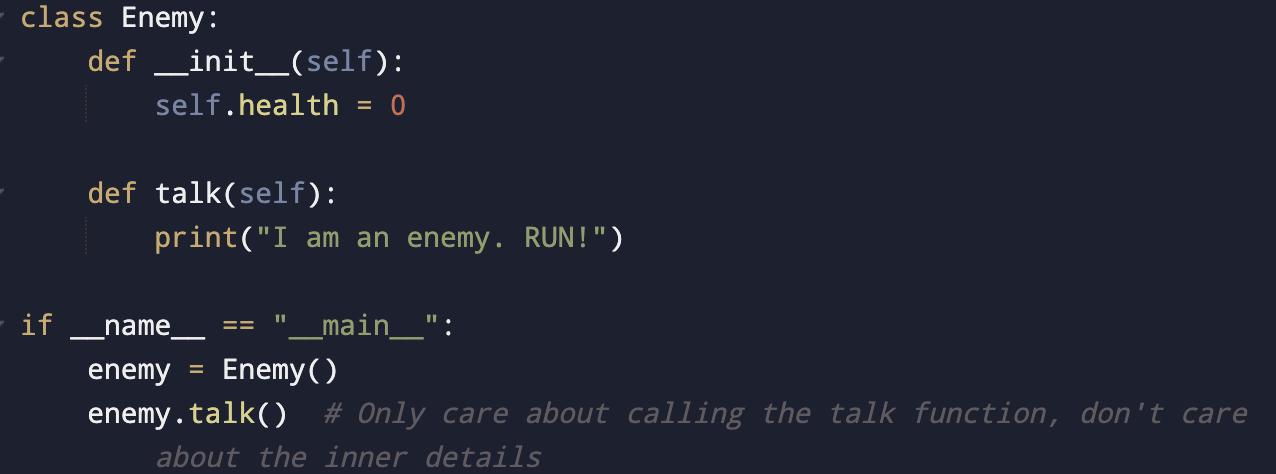 class Enemy:
    def __init__(self):
        self.health = 0

    def talk(self):
        print("I am an enemy. RUN!")

if __name__ == "__main__":
    enemy = Enemy()
    enemy.talk()  # Only care about calling the talk function, don't care
        about the inner details